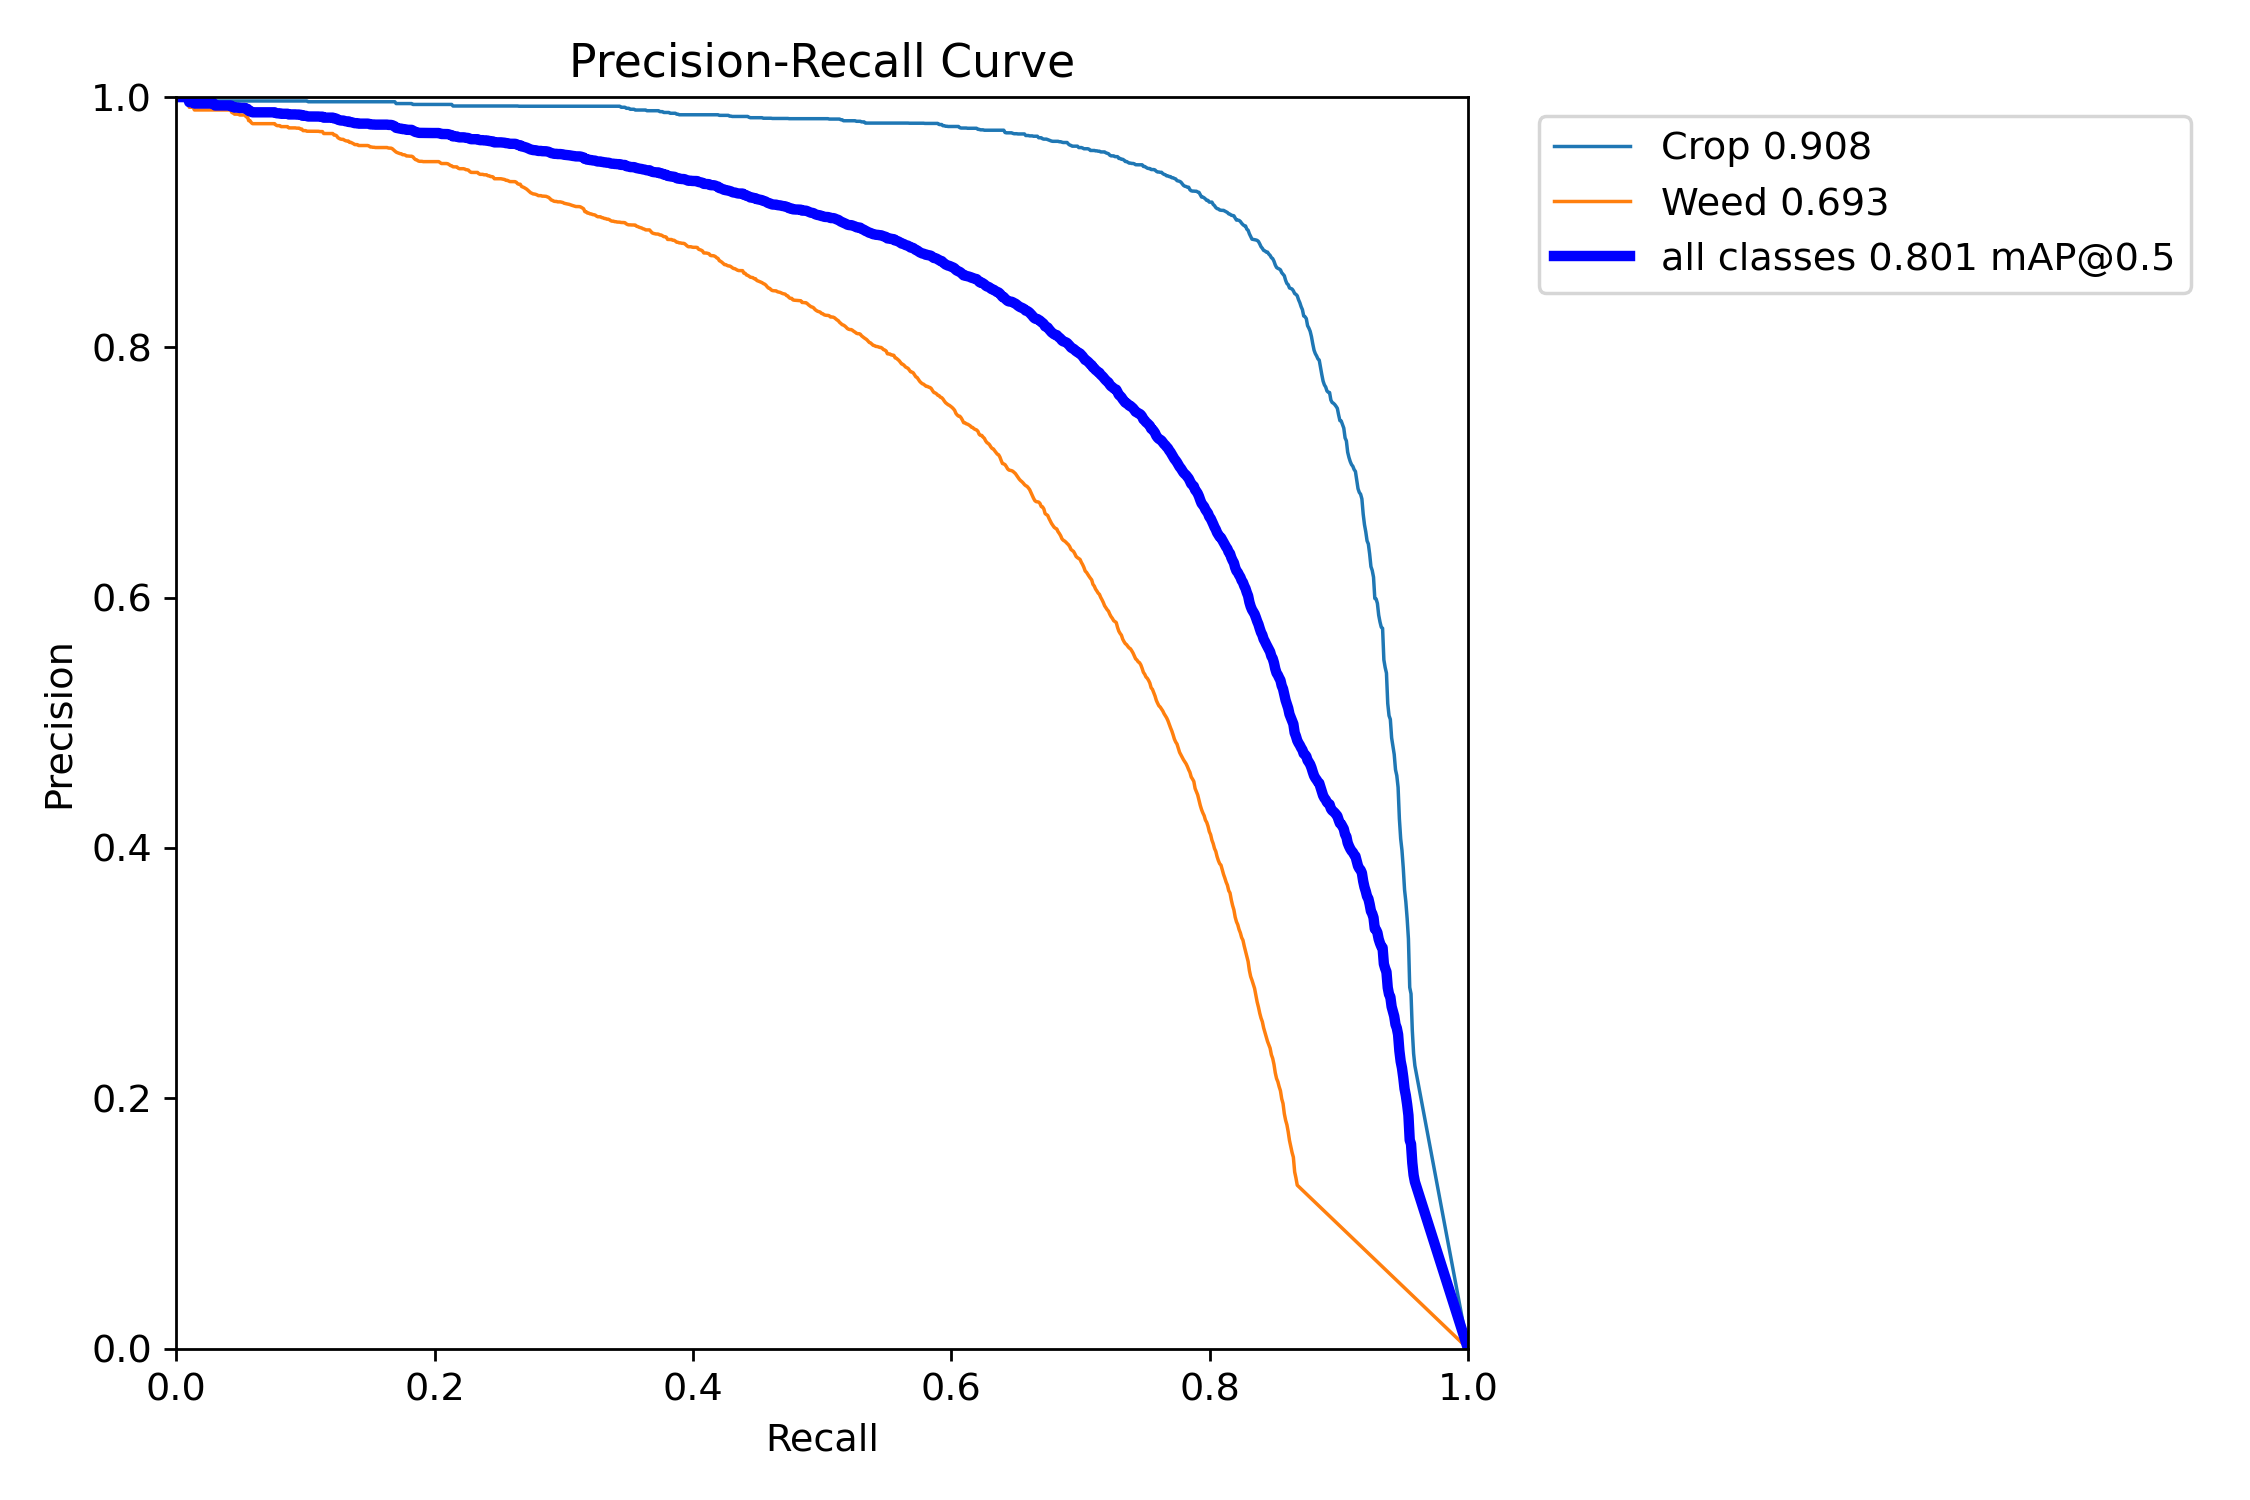 Precision-Recall Curve
1.0
0.8
0.6
0.4
0.2
0.0
Precision
0.0 0.2 0.4 0.6 0.8 1.0
Recall
Crop 0.908
Weed 0.693
all classes 0.801 mAP@0.5